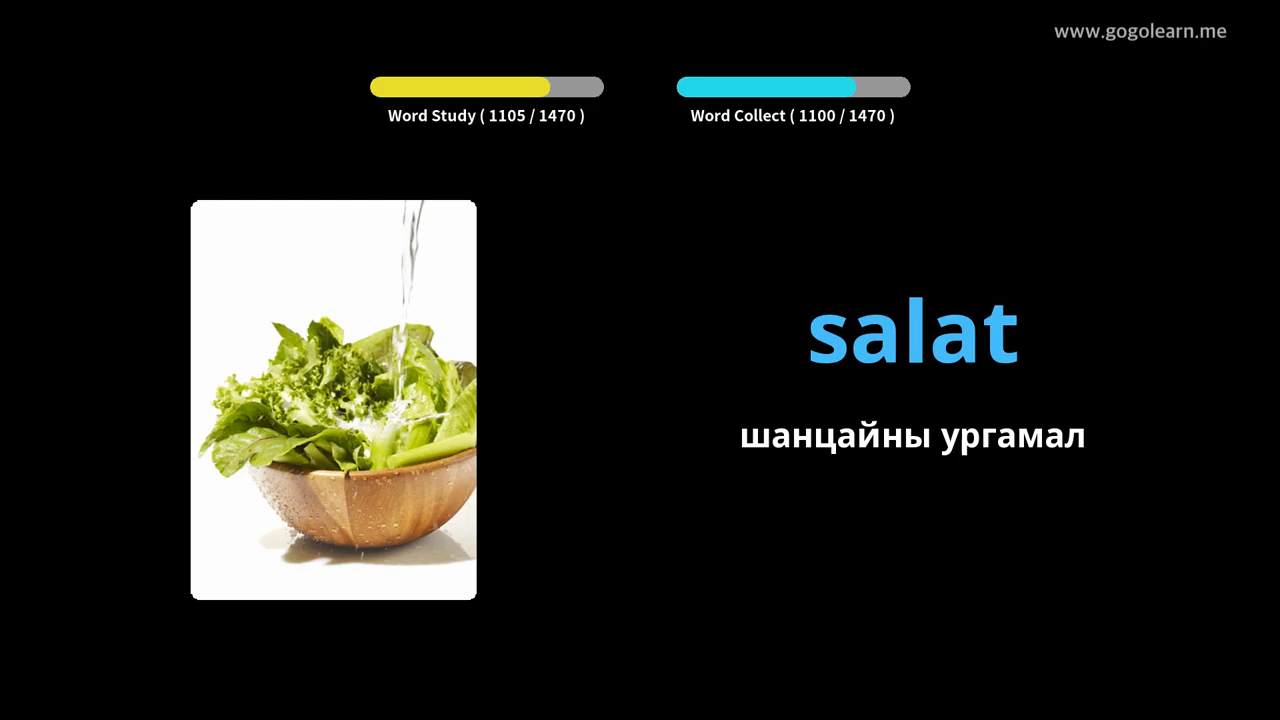 www.gogolearn.me
Word Study ( 1105 / 1470 )
Word Collect ( 1100 / 1470 )
salat
шанцайны ургамал